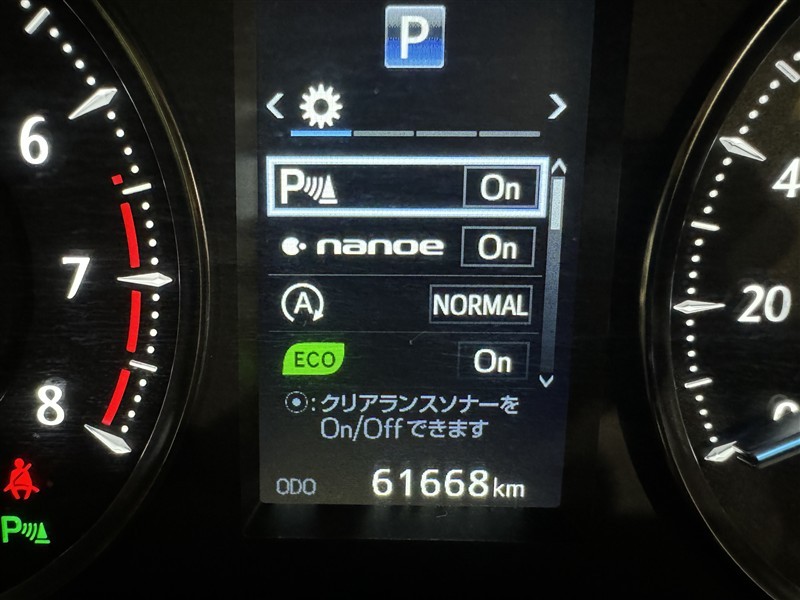 P
P On
nanoe On
A NORMAL
ECO On
:クリアランスソナーを
On/Offできます
ODO 61668km
6
7
8
P
4
20
0